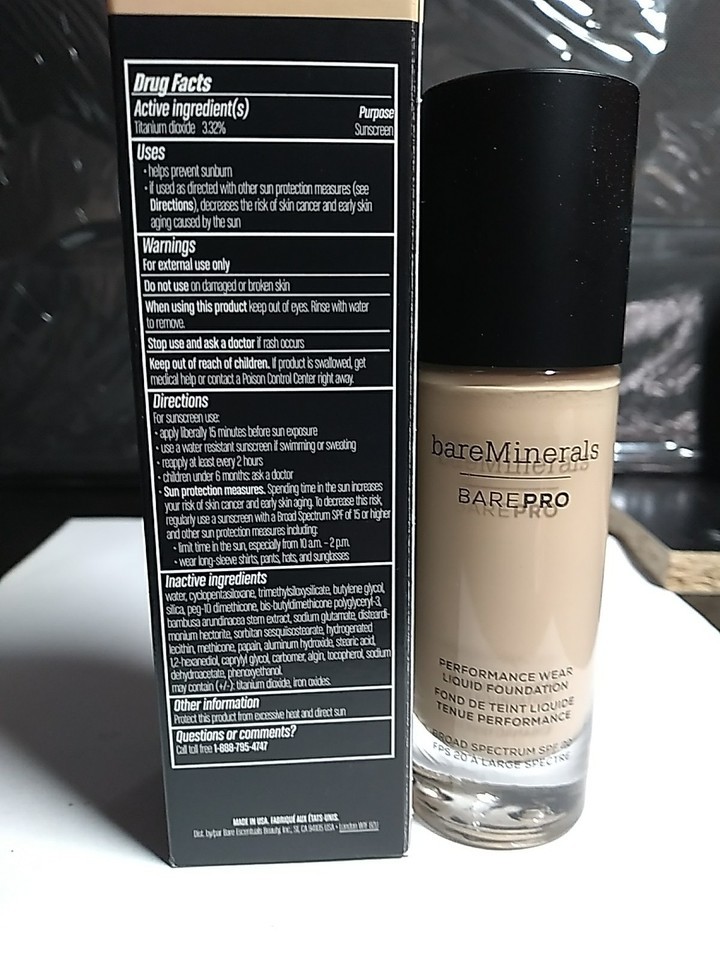 Drug Facts
Active ingredient(s) Purpose
Titanium dioxide 3.32% Sunscreen
Uses
• helps prevent sunburn
• if used as directed with other sun protection measures (see
Directions), decreases the risk of skin cancer and early skin
aging caused by the sun
Warnings
For external use only
Do not use on damaged or broken skin
When using this product keep out of eyes. Rinse with water
to remove.
Stop use and ask a doctor if rash occurs
Keep out of reach of children. If product is swallowed, get
medical help or contact a Poison Control Center right away.
Directions
For sunscreen use:
• apply liberally 15 minutes before sun exposure
• use a water resistant sunscreen if swimming or sweating
• reapply at least every 2 hours
• children under 6 months: ask a doctor
• Sun protection measures. Spending time in the sun increases
your risk of skin cancer and early skin aging. To decrease this risk,
regularly use a sunscreen with a Broad Spectrum SPF of 15 or higher
and other sun protection measures including:
• limit time in the sun, especially from 10 a.m. – 2 p.m.
• wear long-sleeve shirts, pants, hats, and sunglasses
Inactive ingredients
water, cyclopentasiloxane, trimethylsiloxysilicate, butylene glycol,
silica, peg-10 dimethicone, bis-butyldimethicone polyglyceryl-3,
bambusa arundinacea stem extract, sodium glutamate, disteardi-
monium hectorite, sorbitan sesquiisostearate, hydrogenated
lecithin, methicone, papain, aluminum hydroxide, stearic acid,
1,2-hexanediol, caprylyl glycol, carbomer, algin, tocopherol, sodium
dehydroacetate, phenoxyethanol.
may contain (+/-): titanium dioxide, iron oxides.
Other information
Protect this product from excessive heat and direct sun
Questions or comments?
Call toll free 1-888-795-4747
MADE IN USA. FABRIQUÉ AUX ÉTATS-UNIS.
Dist. by/par Bare Escentuals Beauty, Inc., SF, CA 94105 USA • London W1F 9ZU
bareMinerals
BAREPRO
PERFORMANCE WEAR
LIQUID FOUNDATION
FOND DE TEINT LIQUIDE
TENUE PERFORMANCE
BROAD SPECTRUM SPF 20
FPS 20 À LARGE SPECTRE